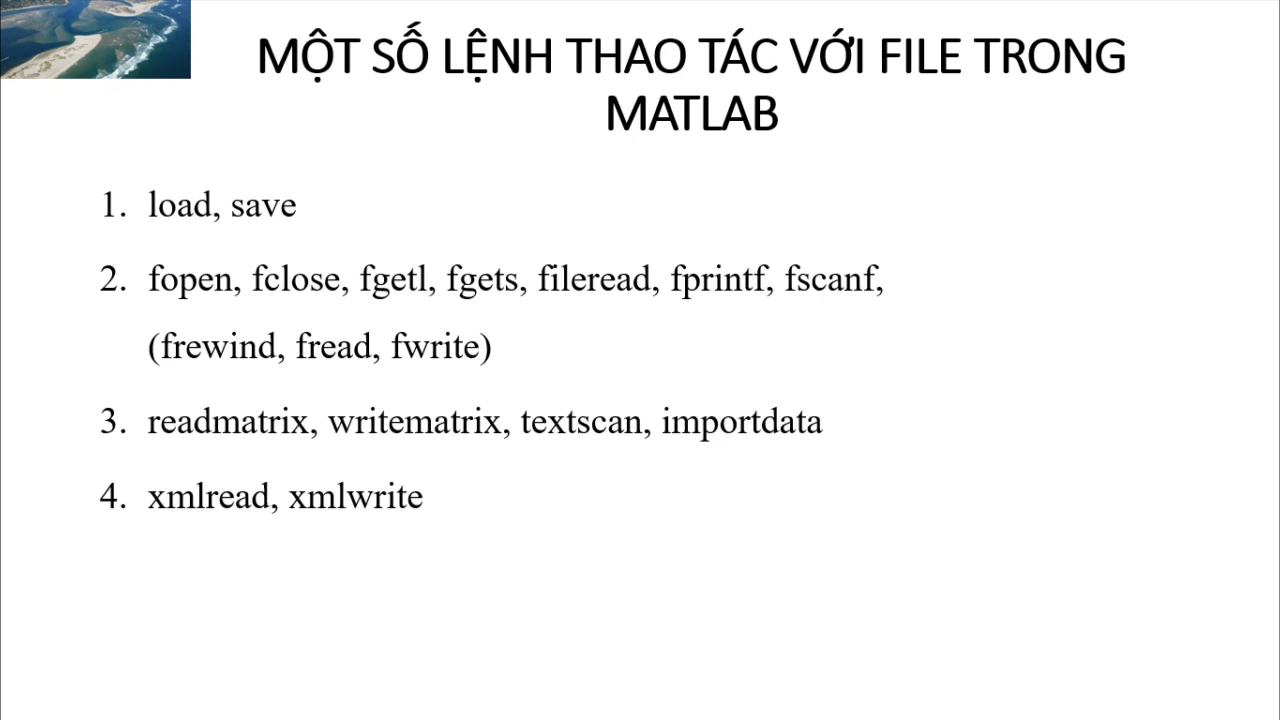 MỘT SỐ LỆNH THAO TÁC VỚI FILE TRONG
MATLAB
1. load, save
2. fopen, fclose, fgetl, fgets, fileread, fprintf, fscanf,
(frewind, fread, fwrite)
3. readmatrix, writematrix, textscan, importdata
4. xmlread, xmlwrite